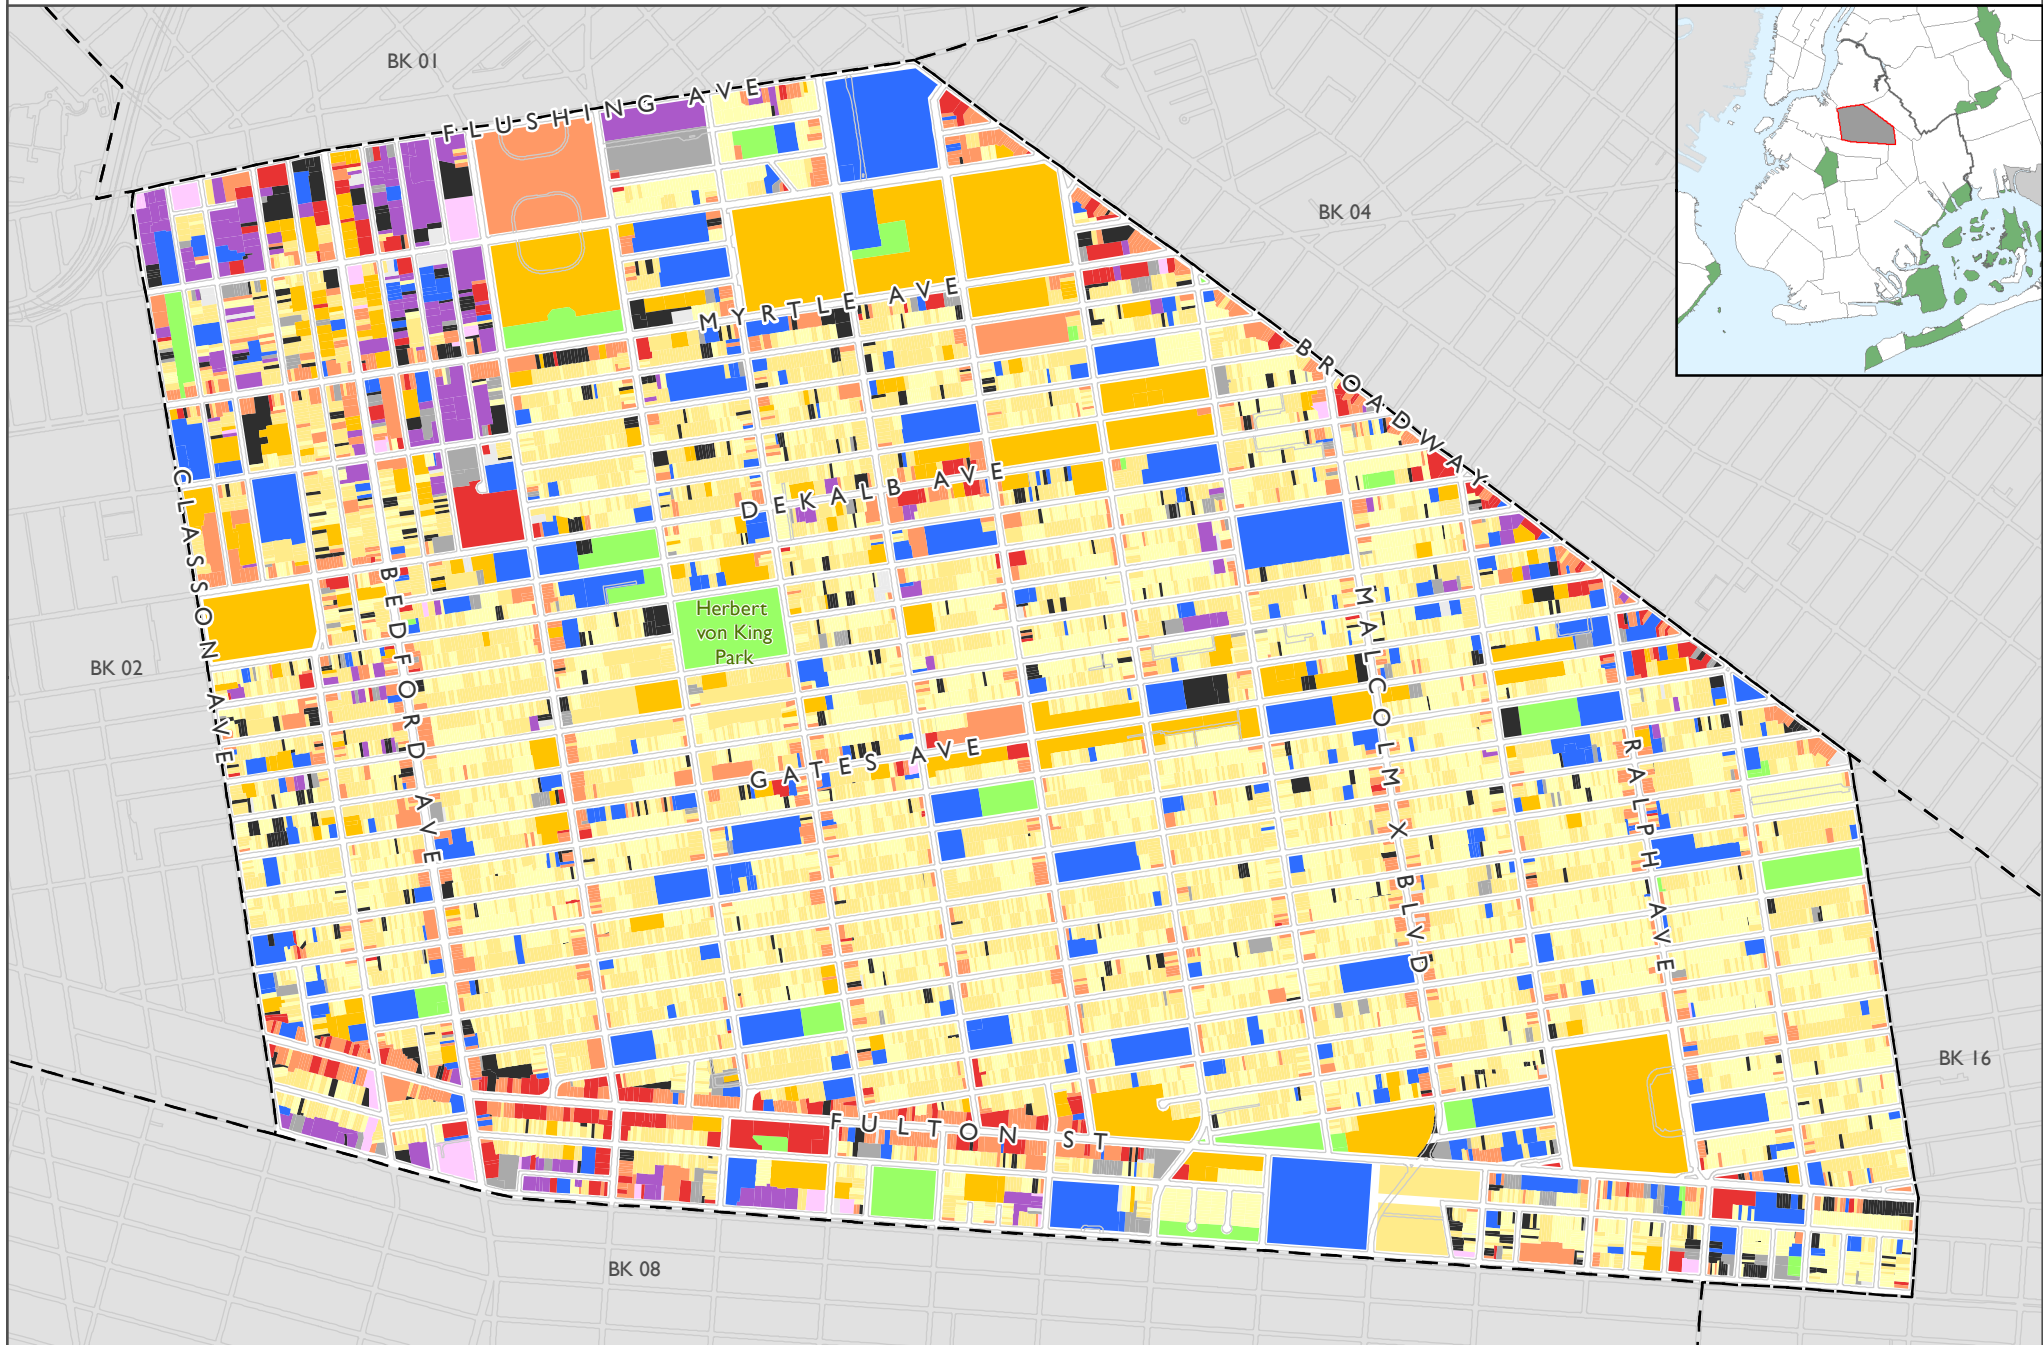 BK 01
FLUSHING AVE
BK 04
MYRTLE AVE
BROADWAY
DEKALB AVE
CLASSON AVE
BEDFORD AVE
Herbert
von King
Park
MALCOLM X BLVD
BK 02
GATES AVE
RALPH AVE
BK 16
FULTON ST
BK 08